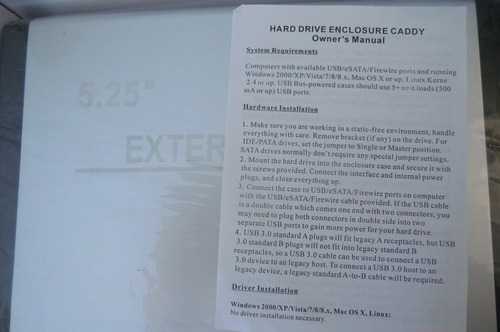 HARD DRIVE ENCLOSURE CADDY
Owner's Manual
System Requirements
Computers with available USB/eSATA/Firewire ports and running
Windows 2000/XP/Vista/7/8/8.x, Mac OS X or up. Linux Kerne
2.4 or up. USB Bus-powered cases should use 5+ unit loads (500
mA or up) USB ports.
Hardware Installation
1. Make sure you are working in a static-free environment, handle
everything with care. Remove bracket (if any) on the drive. For
IDE/PATA drives, set the jumper to Single or Master position.
SATA drives normally don't require any special jumper settings.
2. Mount the hard drive into the enclosure case and secure it with
the screws provided. Connect the interface and internal power
plugs, and close everything up.
3. Connect the case to USB/eSATA/Firewire ports on computer
with the USB/eSATA/Firewire cable provided. If the USB cable
is a double cable which comes one end with two connectors, you
may need to plug both connectors in double side into two
separate USB ports to gain more power for your hard drive.
4. USB 3.0 standard A plugs will fit legacy A receptacles, but USB
3.0 standard B plugs will not fit into legacy standard B
receptacles, so a USB 3.0 cable can be used to connect a USB
3.0 device to an legacy host. To connect a USB 3.0 host to an
legacy device, a legacy standard A-to-B cable will be required.
Driver Installation
Windows 2000/XP/Vista/7/8/8.x, Mac OS X, Linax:
No driver installation necessary.
5.25"
EXTER